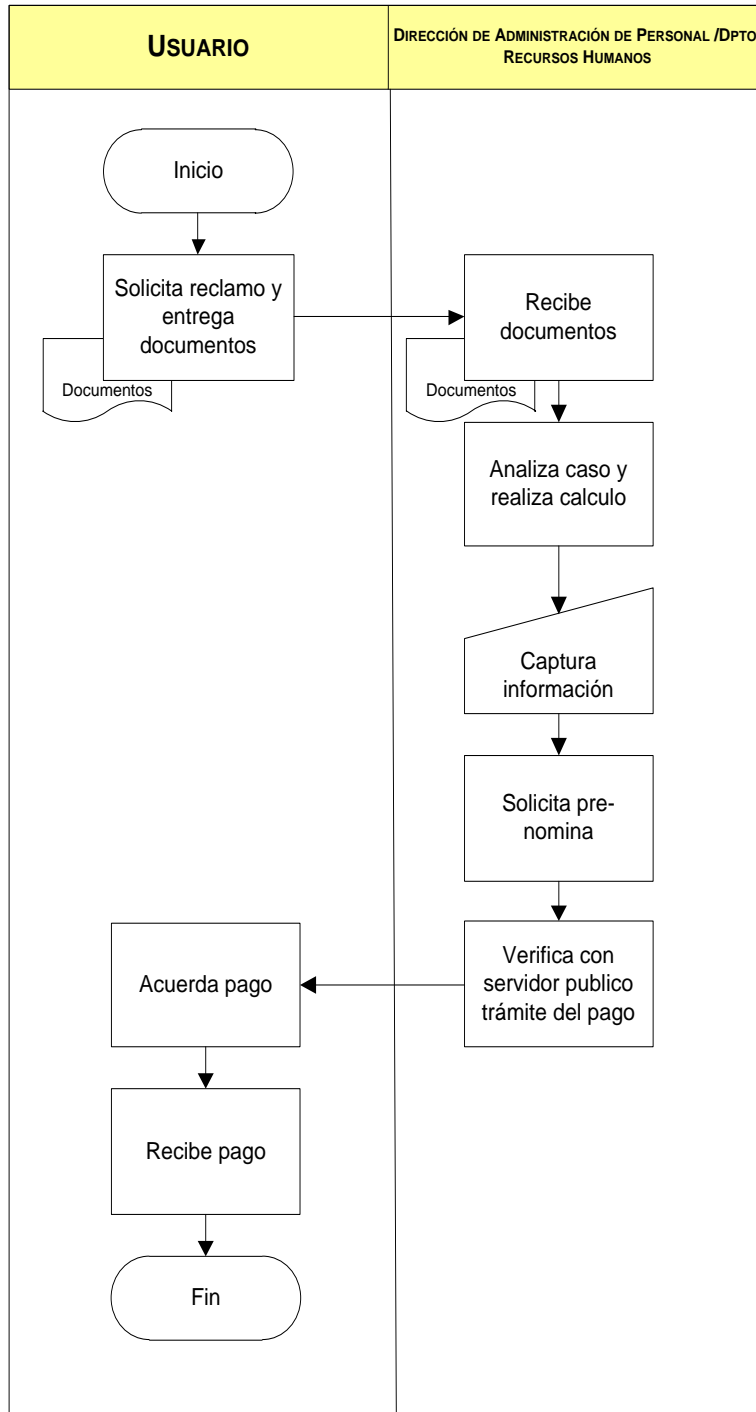 USUARIO
DIRECCIÓN DE ADMINISTRACIÓN DE PERSONAL /DPTO
RECURSOS HUMANOS
Inicio
Solicita reclamo y
entrega
documentos
Documentos
Recibe
documentos
Documentos
Analiza caso y
realiza calculo
Captura
información
Solicita pre-
nomina
Verifica con
servidor publico
trámite del pago
Acuerda pago
Recibe pago
Fin